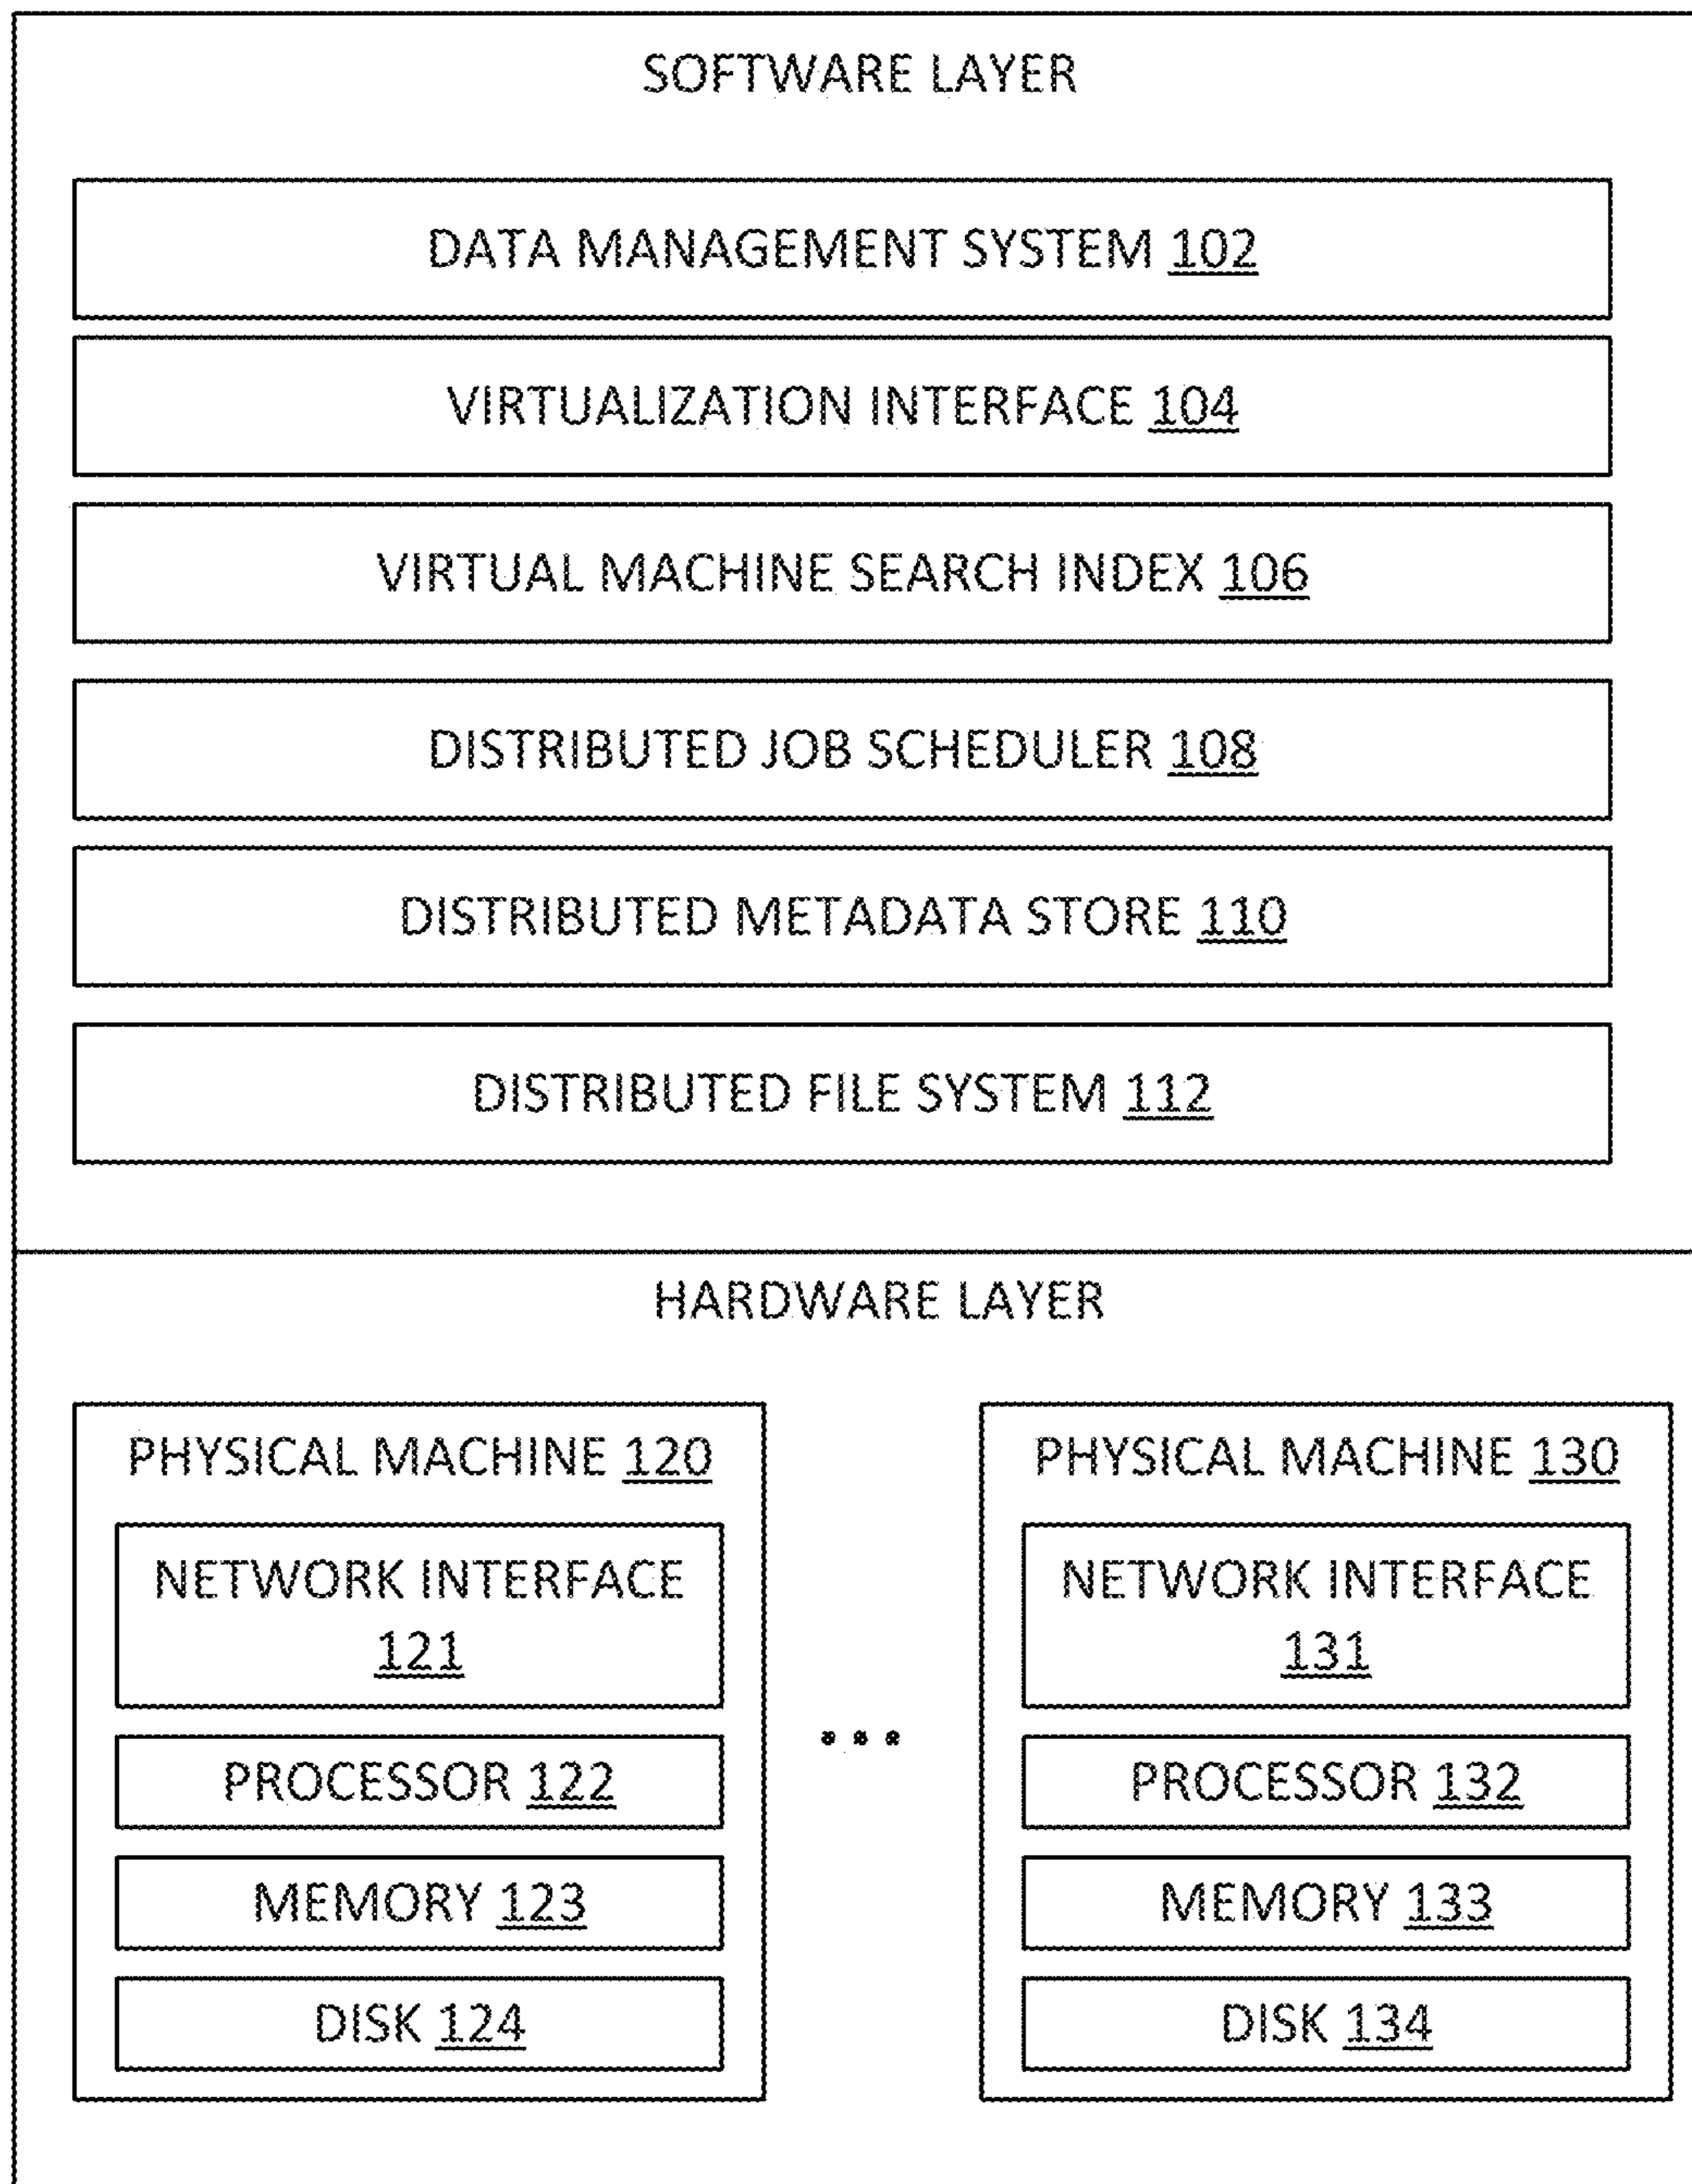 SOFTWARE LAYER
DATA MANAGEMENT SYSTEM 102
VIRTUALIZATION INTERFACE 104
VIRTUAL MACHINE SEARCH INDEX 106
DISTRIBUTED JOB SCHEDULER 108
DISTRIBUTED METADATA STORE 110
DISTRIBUTED FILE SYSTEM 112
HARDWARE LAYER
PHYSICAL MACHINE 120
NETWORK INTERFACE
121
PROCESSOR 122
MEMORY 123
DISK 124
...
PHYSICAL MACHINE 130
NETWORK INTERFACE
131
PROCESSOR 132
MEMORY 133
DISK 134